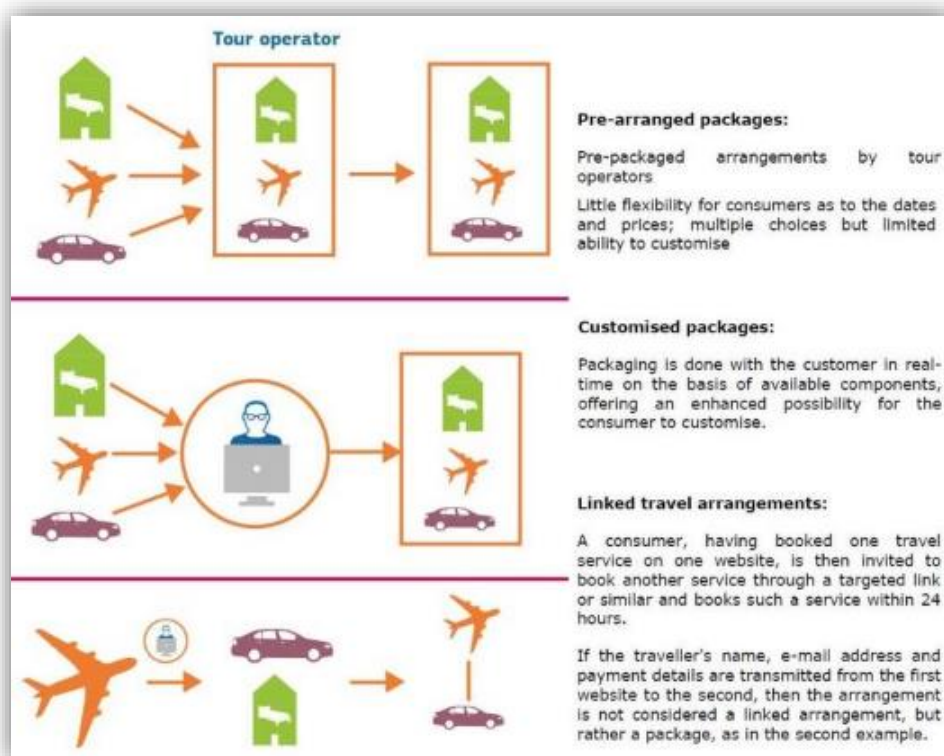 Tour operator
Pre-arranged packages:
Pre-packaged arrangements by tour
operators
Little flexibility for consumers as to the dates
and prices; multiple choices but limited
ability to customise
Customised packages:
Packaging is done with the customer in real-
time on the basis of available components,
offering an enhanced possibility for the
consumer to customise.
Linked travel arrangements:
A consumer, having booked one travel
service on one website, is then invited to
book another service through a targeted link
or similar and books such a service within 24
hours.
If the traveller's name, e-mail address and
payment details are transmitted from the first
website to the second, then the arrangement
is not considered a linked arrangement, but
rather a package, as in the second example.